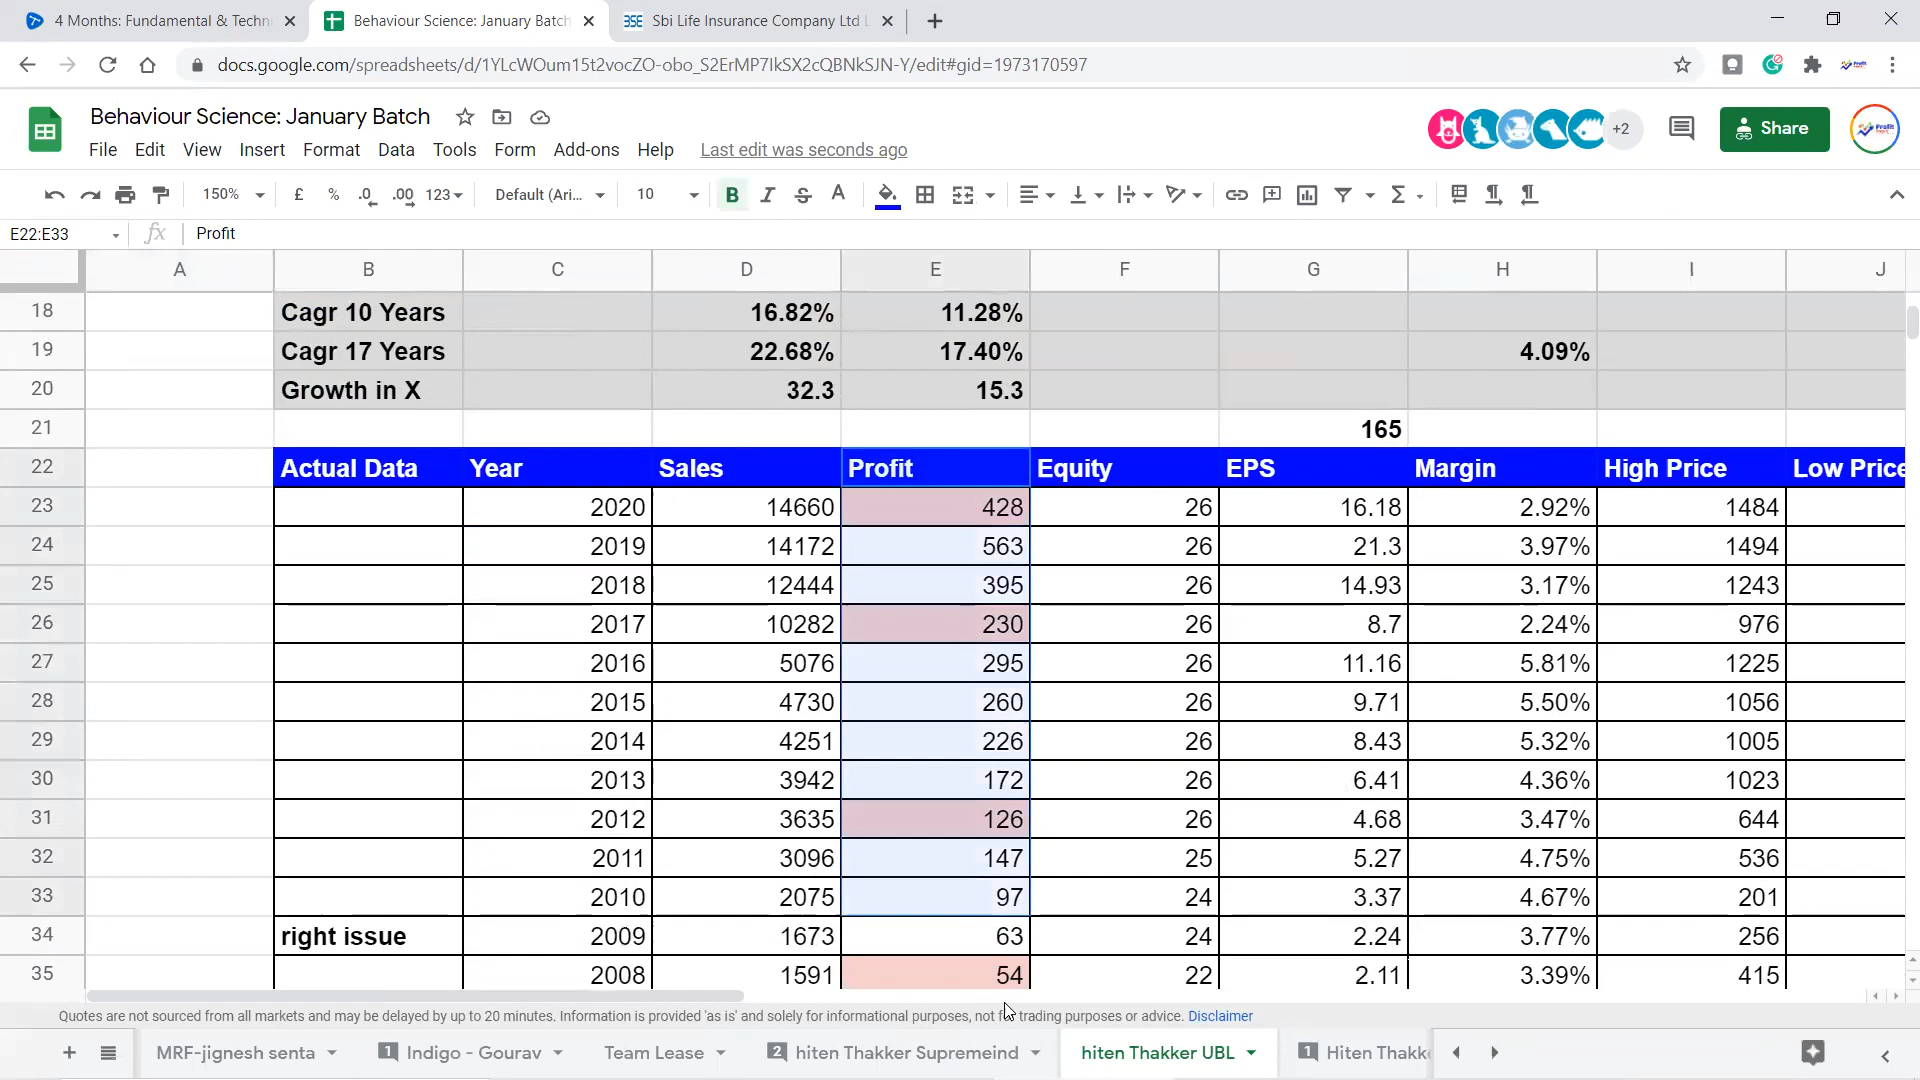 4 Months: Fundamental & Techn
Behaviour Science: January Batch
Sbi Life Insurance Company Ltd
docs.google.com/spreadsheets/d/1YLcWOum15t2vocZO-obo_S2ErMP7IkSX2cQBNkSJN-Y/edit#gid=1973170597
Behaviour Science: January Batch
+2
Share
File Edit View Insert Format Data Tools Form Add-ons Help Last edit was seconds ago
150% £ % .0 .00 123 Default (Ari... 10 B I S A
E22:E33 fx Profit
A B C D E F G H I J
18 Cagr 10 Years 16.82% 11.28%
19 Cagr 17 Years 22.68% 17.40% 4.09%
20 Growth in X 32.3 15.3
21 165
22 Actual Data Year Sales Profit Equity EPS Margin High Price Low Price
23 2020 14660 428 26 16.18 2.92% 1484
24 2019 14172 563 26 21.3 3.97% 1494
25 2018 12444 395 26 14.93 3.17% 1243
26 2017 10282 230 26 8.7 2.24% 976
27 2016 5076 295 26 11.16 5.81% 1225
28 2015 4730 260 26 9.71 5.50% 1056
29 2014 4251 226 26 8.43 5.32% 1005
30 2013 3942 172 26 6.41 4.36% 1023
31 2012 3635 126 26 4.68 3.47% 644
32 2011 3096 147 25 5.27 4.75% 536
33 2010 2075 97 24 3.37 4.67% 201
34 right issue 2009 1673 63 24 2.24 3.77% 256
35 2008 1591 54 22 2.11 3.39% 415
Quotes are not sourced from all markets and may be delayed by up to 20 minutes. Information is provided 'as is' and solely for informational purposes, not for trading purposes or advice. Disclaimer
MRF-jignesh senta 1 Indigo - Gourav Team Lease 2 hiten Thakker Supremeind hiten Thakker UBL 1 Hiten Thakk